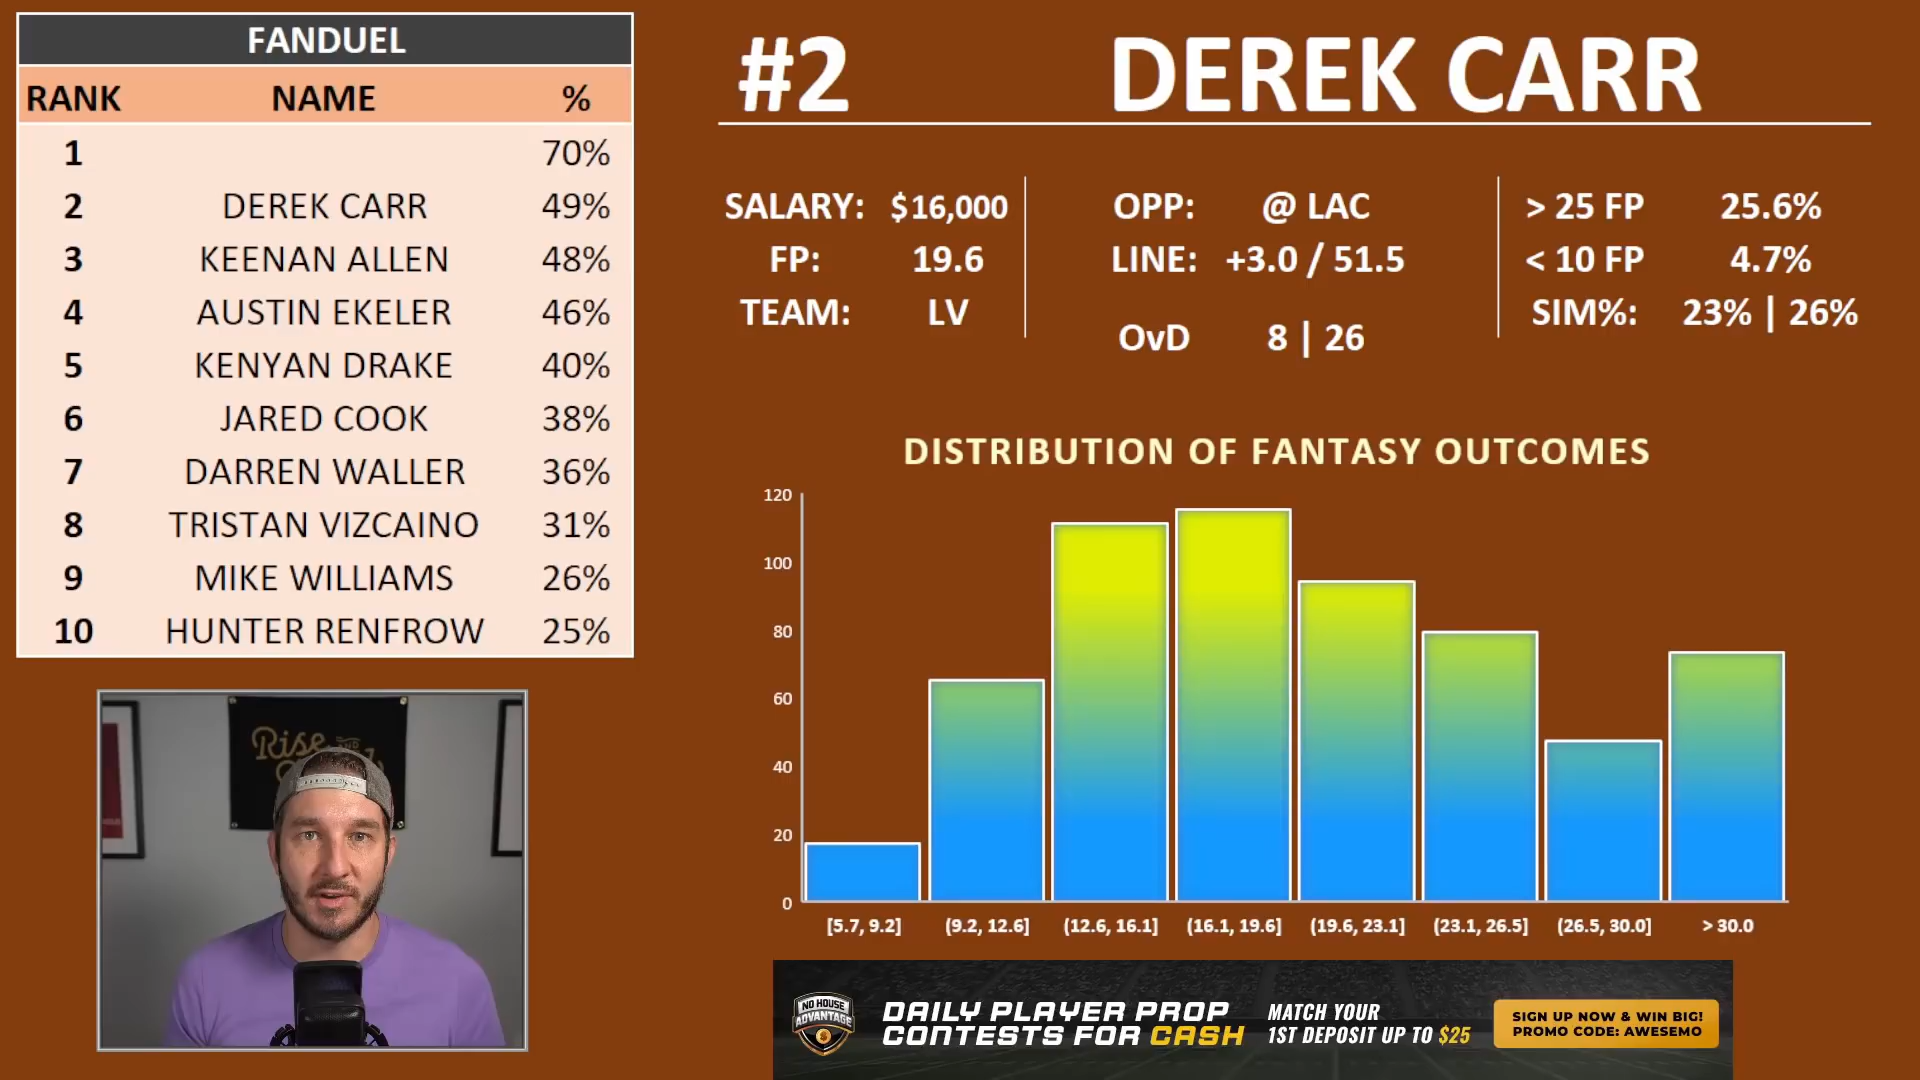 FANDUEL
RANK NAME %
1 70%
2 DEREK CARR 49%
3 KEENAN ALLEN 48%
4 AUSTIN EKELER 46%
5 KENYAN DRAKE 40%
6 JARED COOK 38%
7 DARREN WALLER 36%
8 TRISTAN VIZCAINO 31%
9 MIKE WILLIAMS 26%
10 HUNTER RENFROW 25%
#2 DEREK CARR
SALARY: $16,000
FP: 19.6
TEAM: LV
OPP: @ LAC
LINE: +3.0 / 51.5
OvD 8 | 26
> 25 FP 25.6%
< 10 FP 4.7%
SIM%: 23% | 26%
DISTRIBUTION OF FANTASY OUTCOMES
120
100
80
60
40
20
0
[5.7, 9.2] (9.2, 12.6] (12.6, 16.1] (16.1, 19.6] (19.6, 23.1] (23.1, 26.5] (26.5, 30.0] > 30.0
Rise AND
NO HOUSE
ADVANTAGE
DAILY PLAYER PROP
CONTESTS FOR CASH
MATCH YOUR
1ST DEPOSIT UP TO $25
SIGN UP NOW & WIN BIG!
PROMO CODE: AWESEMO